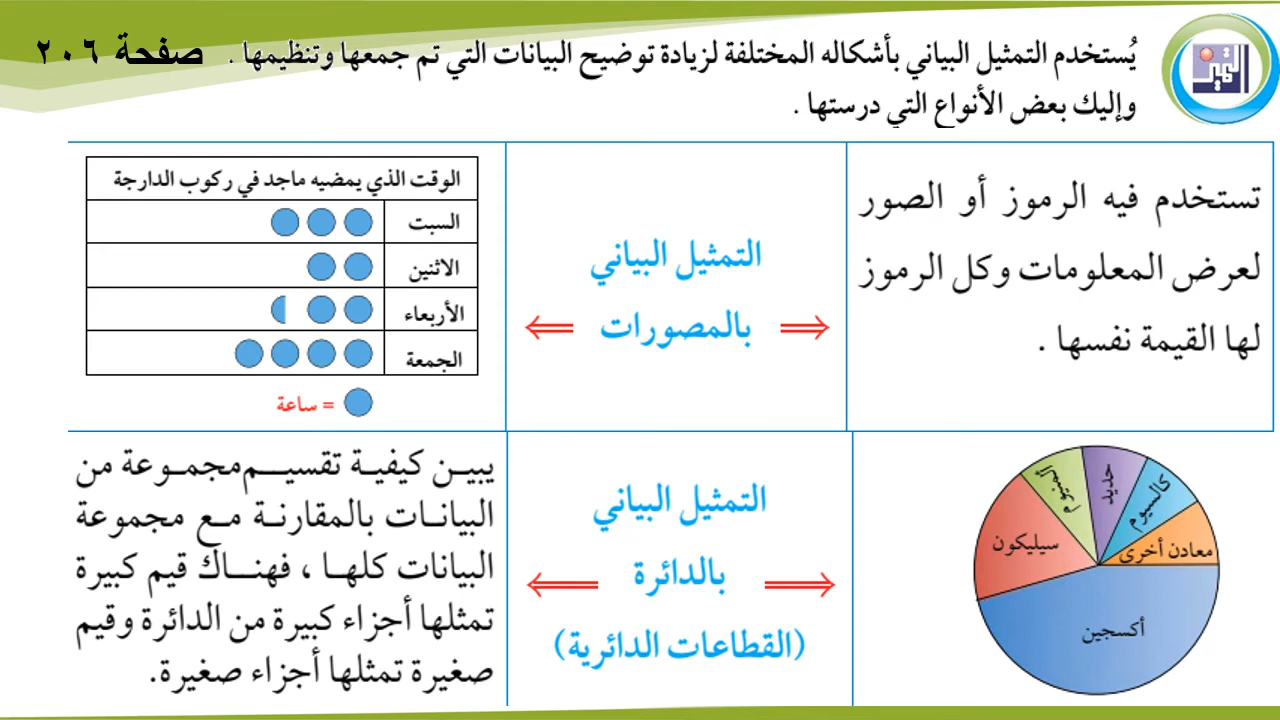 يُستخدم التمثيل البياني بأشكاله المختلفة لزيادة توضيح البيانات التي تم جمعها وتنظيمها . صفحة ٢٠٦
وإليك بعض الأنواع التي درستها .
التميز
تستخدم فيه الرموز أو الصور
لعرض المعلومات وكل الرموز
لها القيمة نفسها .
التمثيل البياني
بالمصورات
الوقت الذي يمضيه ماجد في ركوب الدارجة
السبت
الاثنين
الأربعاء
الجمعة
= ساعة
ألمنيوم
حديد
كالسيوم
معادن أخرى
سيليكون
أكسجين
التمثيل البياني
بالدائرة
(القطاعات الدائرية)
يبين كيفية تقسيم مجموعة من
البيانات بالمقارنة مع مجموعة
البيانات كلها ، فهناك قيم كبيرة
تمثلها أجزاء كبيرة من الدائرة وقيم
صغيرة تمثلها أجزاء صغيرة.